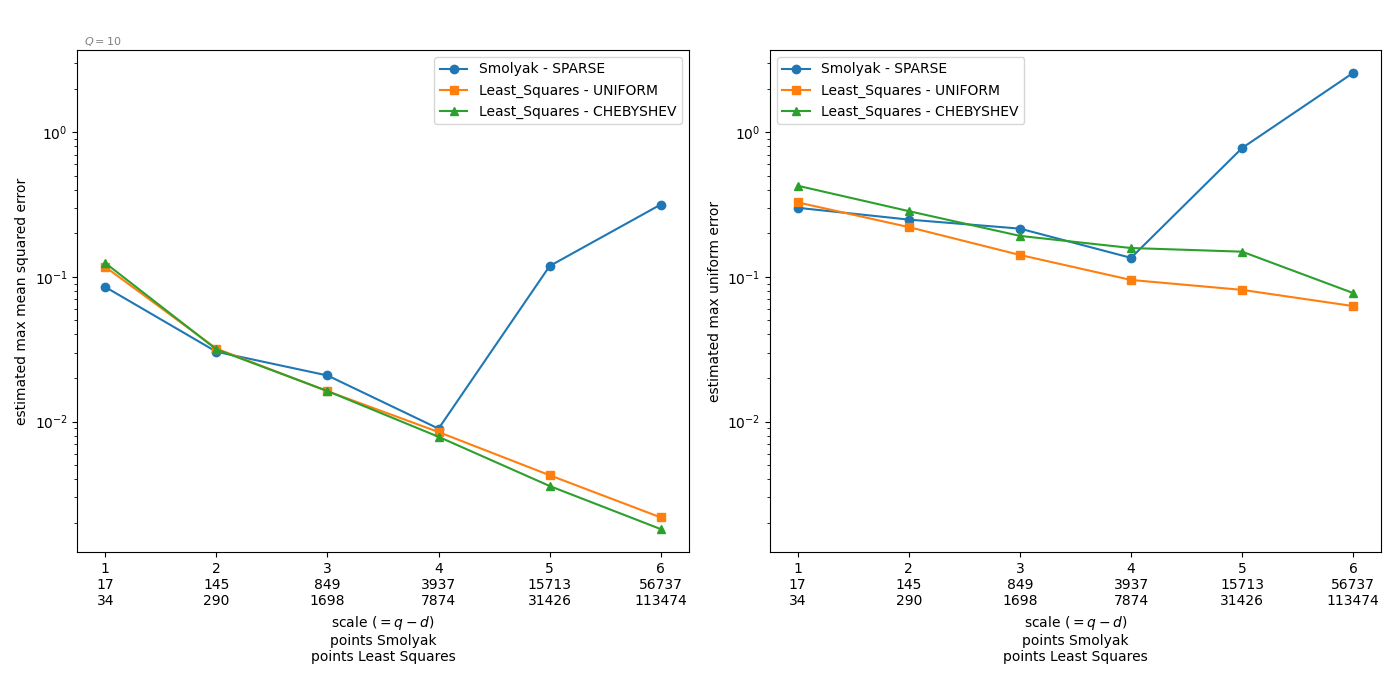 Q = 10
Smolyak - SPARSE
Least_Squares - UNIFORM
Least_Squares - CHEBYSHEV
estimated max mean squared error
10^0
10^-1
10^-2
1 2 3 4 5 6
17 145 849 3937 15713 56737
34 290 1698 7874 31426 113474
scale (= q − d)
points Smolyak
points Least Squares
Smolyak - SPARSE
Least_Squares - UNIFORM
Least_Squares - CHEBYSHEV
estimated max uniform error
10^0
10^-1
10^-2
1 2 3 4 5 6
17 145 849 3937 15713 56737
34 290 1698 7874 31426 113474
scale (= q − d)
points Smolyak
points Least Squares